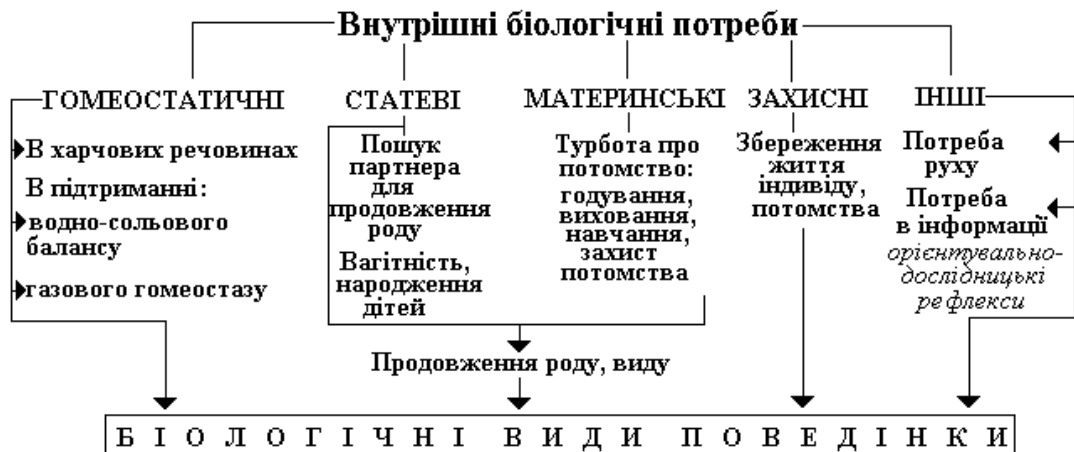 Внутрішні біологічні потреби
ГОМЕОСТАТИЧНІ
В харчових речовинах
В підтриманні:
водно-сольового
балансу
газового гомеостазу
СТАТЕВІ
Пошук
партнера
для
продовження
роду
Вагітність,
народження
дітей
МАТЕРИНСЬКІ
Турбота про
потомство:
годування,
виховання,
навчання,
захист
потомства
ЗАХИСНІ
Збереження
життя
індивіду,
потомства
ІНШІ
Потреба
руху
Потреба
в інформації
орієнтувально-
дослідницькі
рефлекси
Продовження роду, виду
БІОЛОГІЧНІ ВИДИ ПОВЕДІНКИ